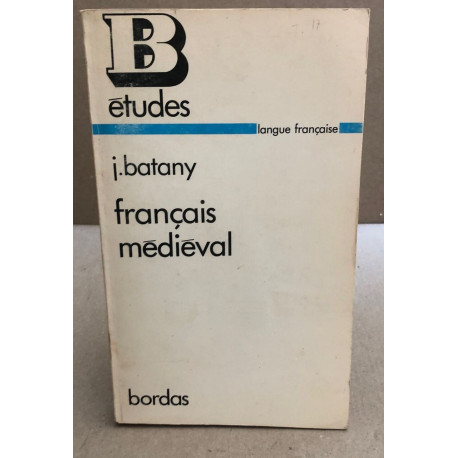 B
études
langue française
j.batany
français
médiéval
bordas